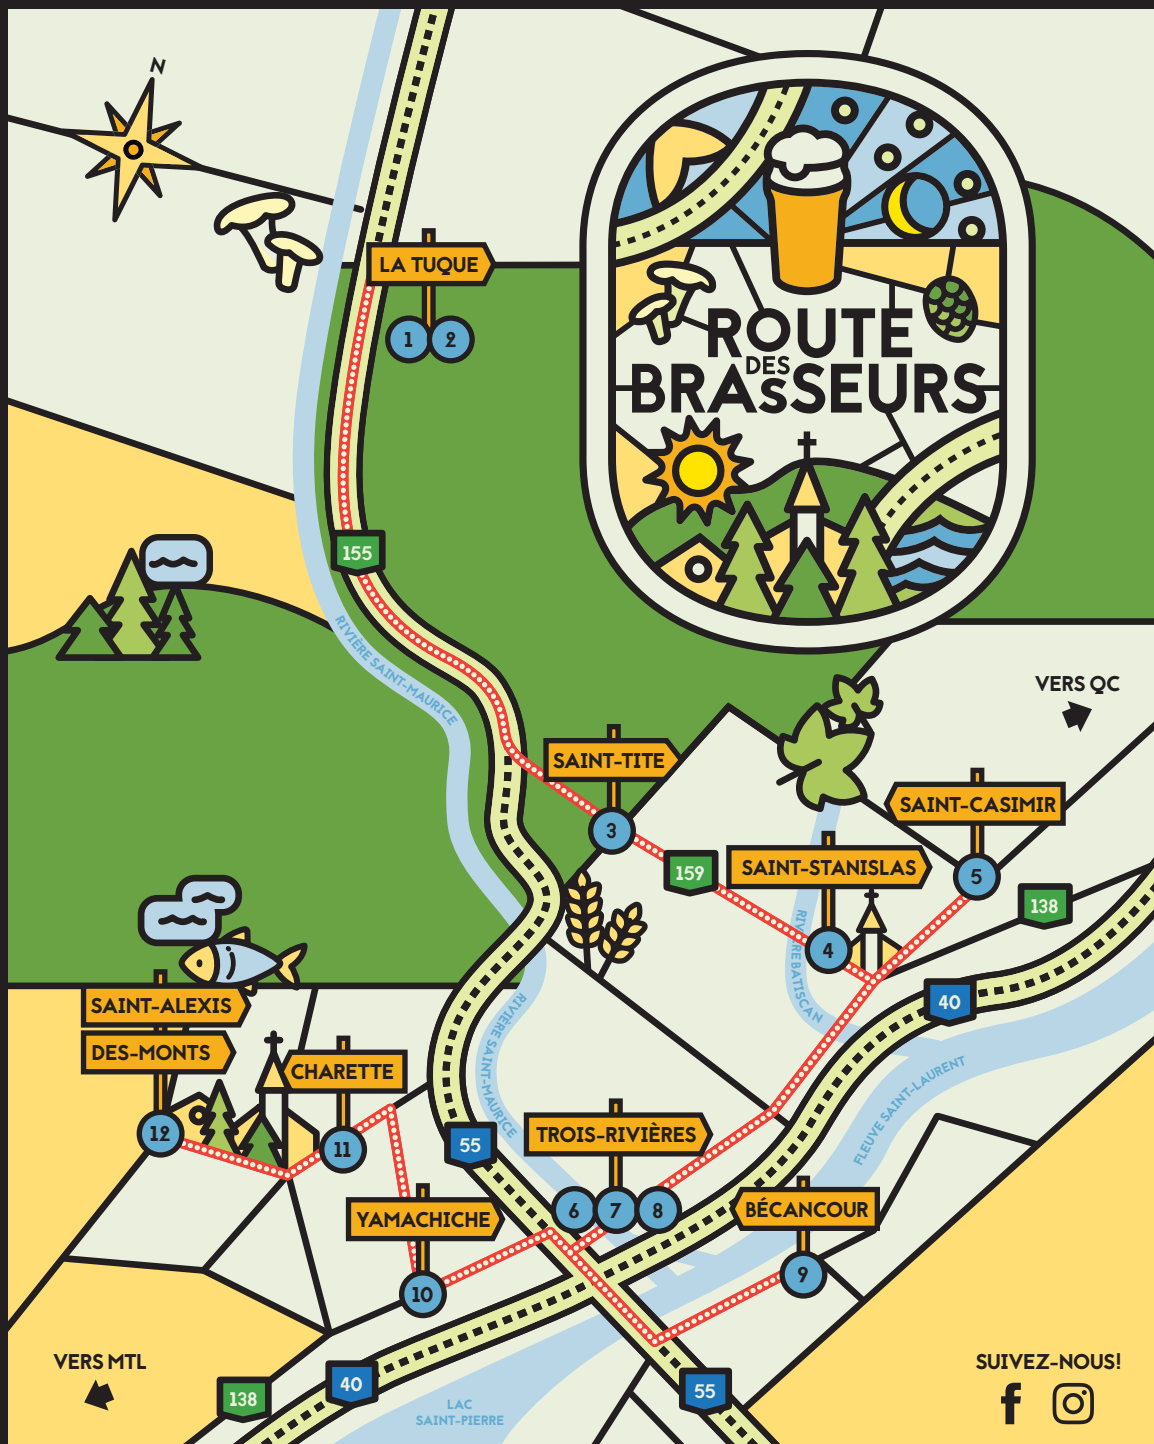 N
LA TUQUE
1 2
ROUTE
DES
BRASSEURS
155
RIVIÈRE SAINT-MAURICE
VERS QC
SAINT-TITE
3
159
SAINT-CASIMIR
5
SAINT-STANISLAS
4
138
RIVIÈRE BATISCAN
40
SAINT-ALEXIS
DES-MONTS
12
CHARETTE
11
RIVIÈRE SAINT-MAURICE
FLEUVE SAINT-LAURENT
55
TROIS-RIVIÈRES
6 7 8
YAMACHICHE
10
BÉCANCOUR
9
VERS MTL
138
40
55
LAC
SAINT-PIERRE
SUIVEZ-NOUS!